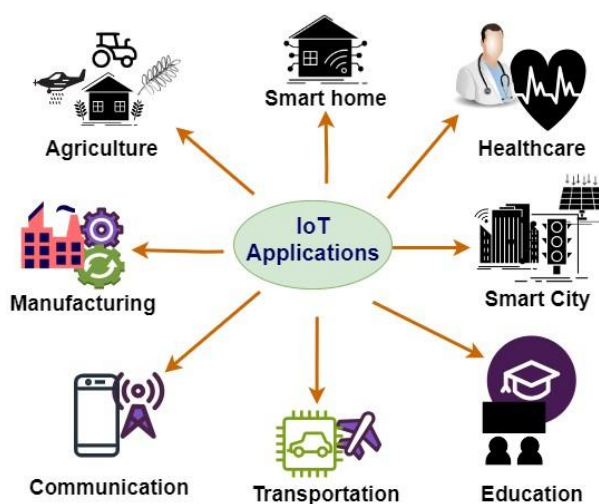 Smart home
Agriculture
Healthcare
IoT
Applications
Manufacturing
Smart City
Communication
Transportation
Education